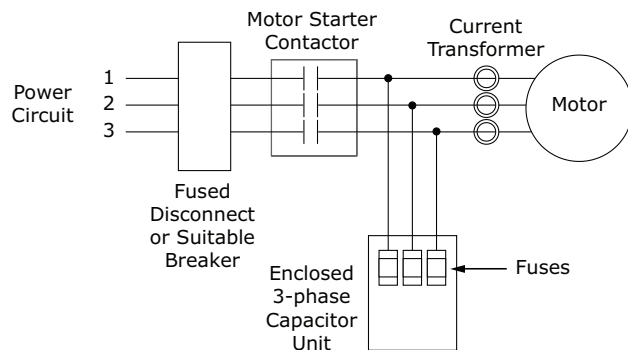 Motor Starter
Contactor
Current
Transformer
Power
Circuit
1
2
3
Motor
Fused
Disconnect
or Suitable
Breaker
Enclosed
3-phase
Capacitor
Unit
Fuses